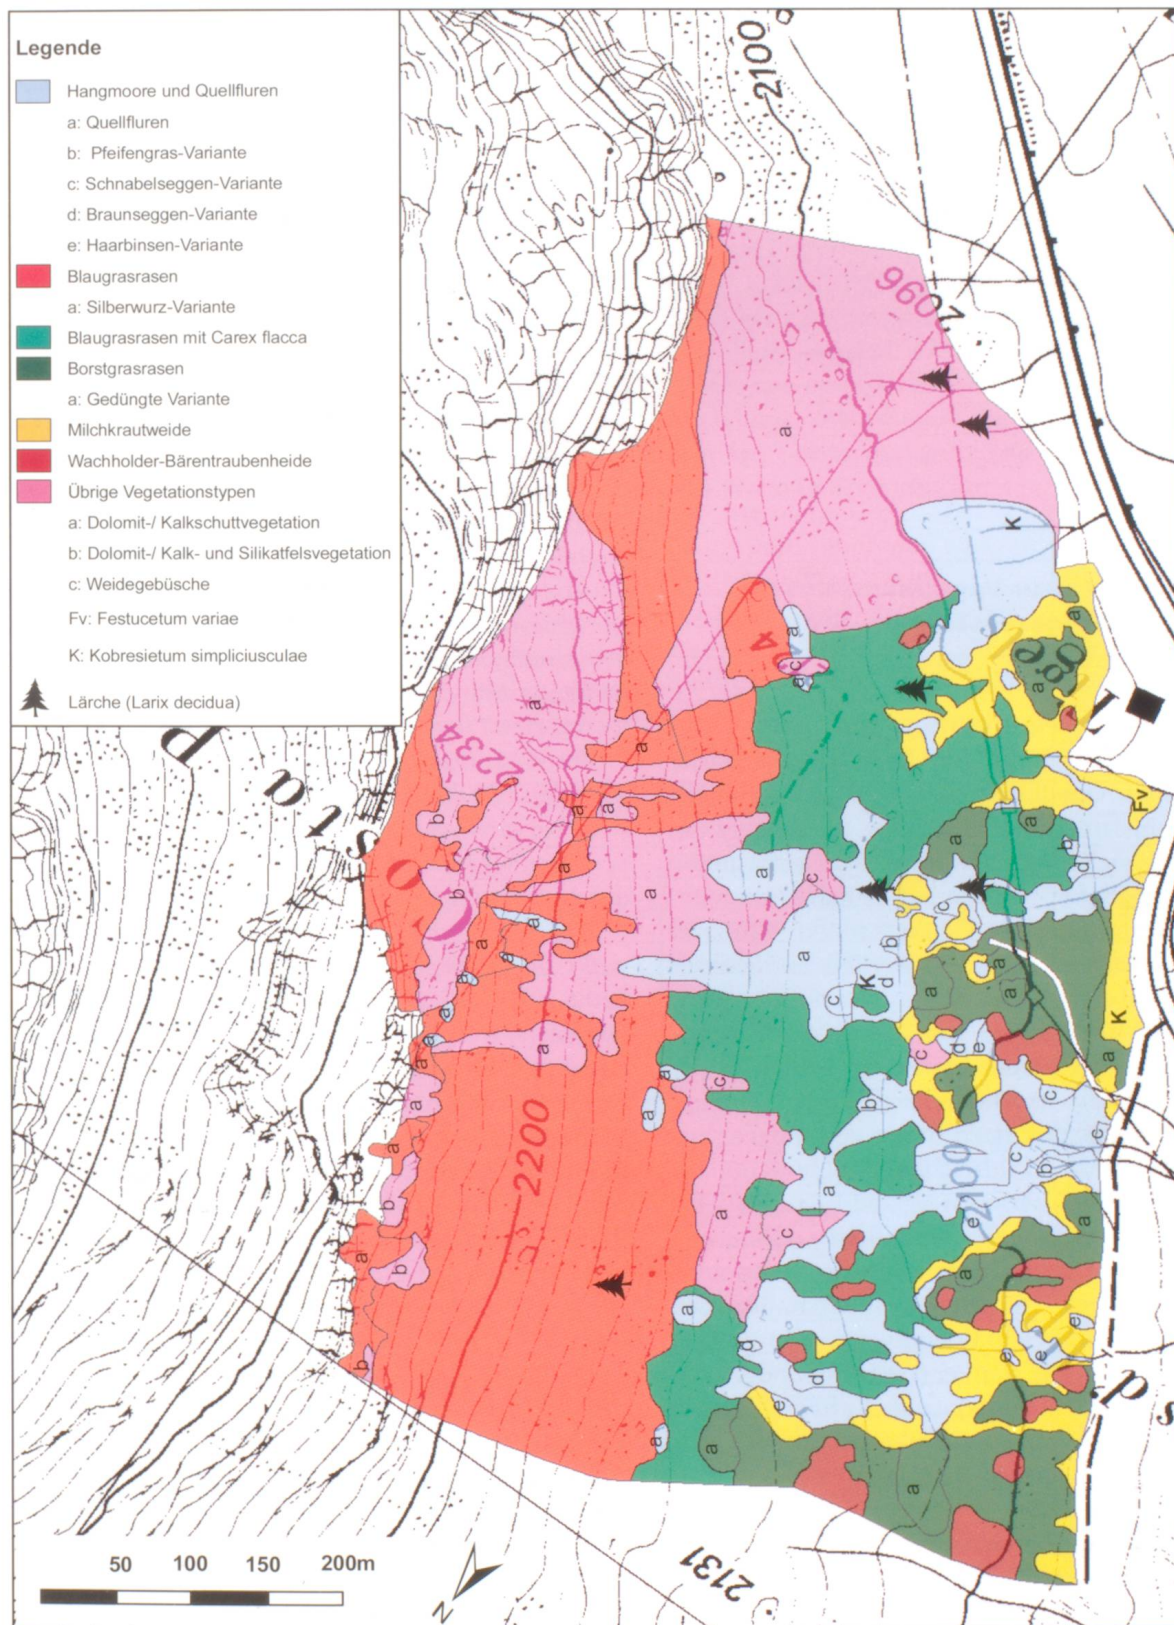 Legende
Hangmoore und Quellfluren
a: Quellfluren
b: Pfeifengras-Variante
c: Schnabelseggen-Variante
d: Braunseggen-Variante
e: Haarbinsen-Variante
Blaugrasrasen
a: Silberwurz-Variante
Blaugrasrasen mit Carex flacca
Borstgrasrasen
a: Gedüngte Variante
Milchkrautweide
Wachholder-Bärentraubenheide
Übrige Vegetationstypen
a: Dolomit-/ Kalkschuttvegetation
b: Dolomit-/ Kalk- und Silikatfelsvegetation
c: Weidegebüsche
Fv: Festucetum variae
K: Kobresietum simpliciusculae
Lärche (Larix decidua)
2100
2096
a
K
a
a
c
a
a
a
2234
a
b
a
a
Fv
a
a
a
b
d
a
c
b
a
a
a
c
a
b
K
d
c
a
a
a
K
a
c
d
e
a
a
c
b
c
a
a
2200
2100
c
b
c
a
a
e
b
c
a
b
a
a
e
e
e
b
d
d
e
a
a
a
50 100 150 200m
N
2131